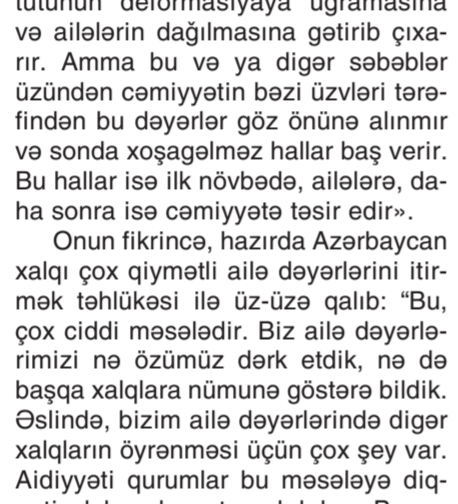 tutunun deformasiyaya uğramasına
və ailələrin dağılmasına gətirib çıxa-
rır. Amma bu və ya digər səbəblər
üzündən cəmiyyətin bəzi üzvləri tərə-
findən bu dəyərlər göz önünə alınmır
və sonda xoşagəlməz hallar baş verir.
Bu hallar isə ilk növbədə, ailələrə, da-
ha sonra isə cəmiyyətə təsir edir».
Onun fikrincə, hazırda Azərbaycan
xalqı çox qiymətli ailə dəyərlərini itir-
mək təhlükəsi ilə üz-üzə qalıb: “Bu,
çox ciddi məsələdir. Biz ailə dəyərlə-
rimizi nə özümüz dərk etdik, nə də
başqa xalqlara nümunə göstərə bildik.
Əslində, bizim ailə dəyərlərində digər
xalqların öyrənməsi üçün çox şey var.
Aidiyyəti qurumlar bu məsələyə diq-